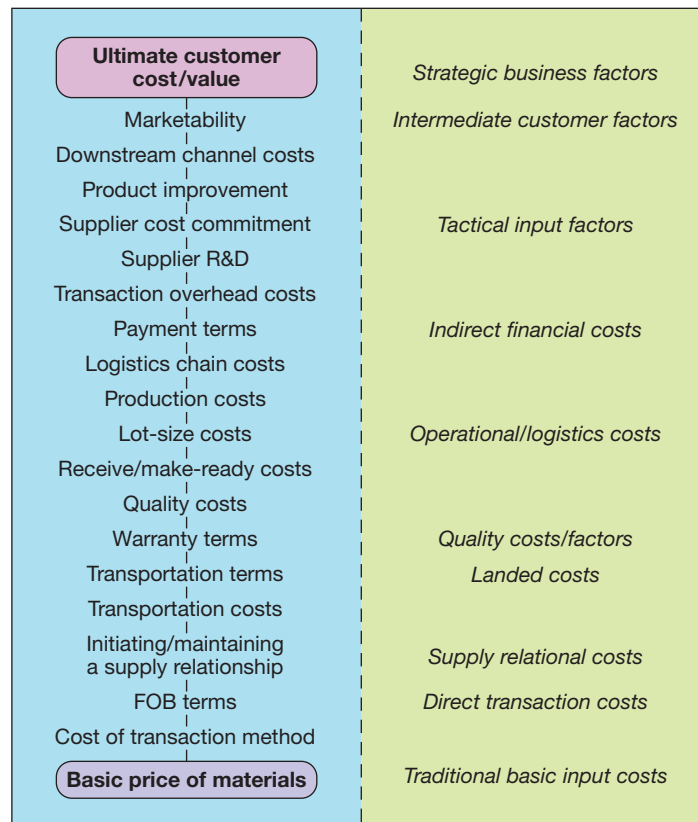 Ultimate customer
cost/value
Strategic business factors
Marketability
Intermediate customer factors
Downstream channel costs
Product improvement
Supplier cost commitment
Tactical input factors
Supplier R&D
Transaction overhead costs
Payment terms
Indirect financial costs
Logistics chain costs
Production costs
Lot-size costs
Operational/logistics costs
Receive/make-ready costs
Quality costs
Warranty terms
Quality costs/factors
Transportation terms
Landed costs
Transportation costs
Initiating/maintaining
a supply relationship
Supply relational costs
FOB terms
Direct transaction costs
Cost of transaction method
Basic price of materials
Traditional basic input costs